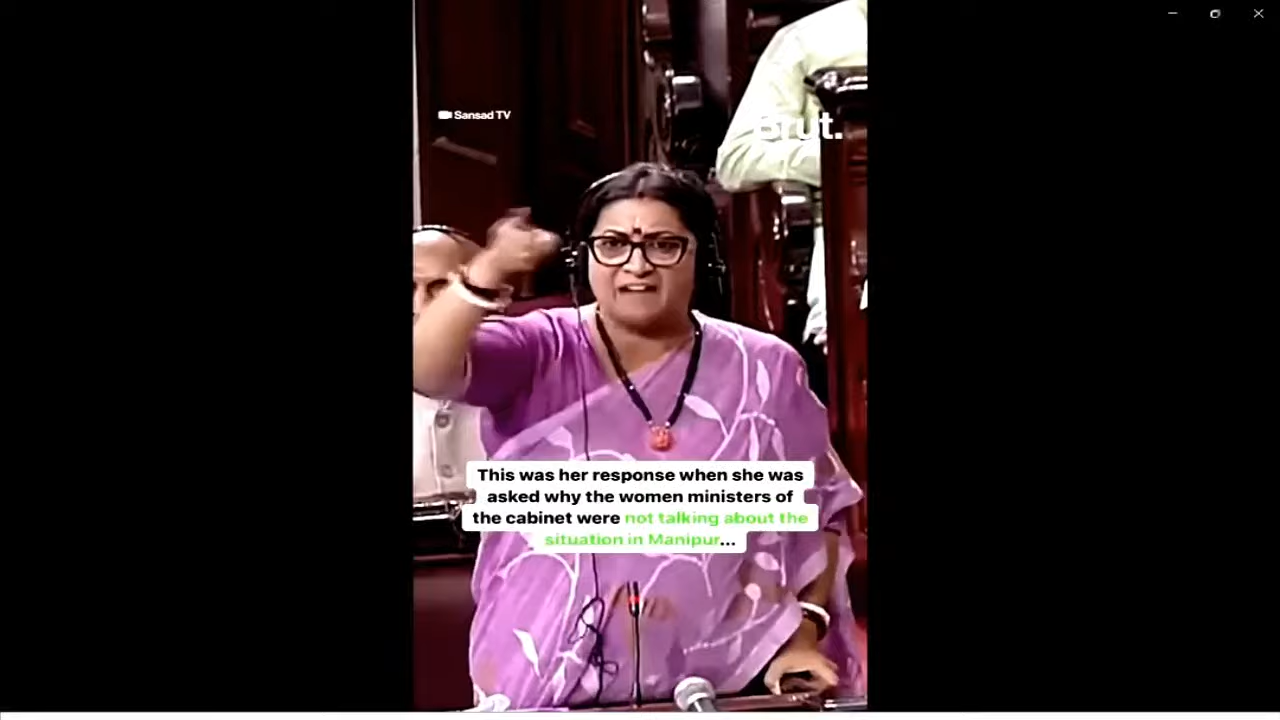 Sansad TV
Brut.
This was her response when she was
asked why the women ministers of
the cabinet were not talking about the
situation in Manipur...